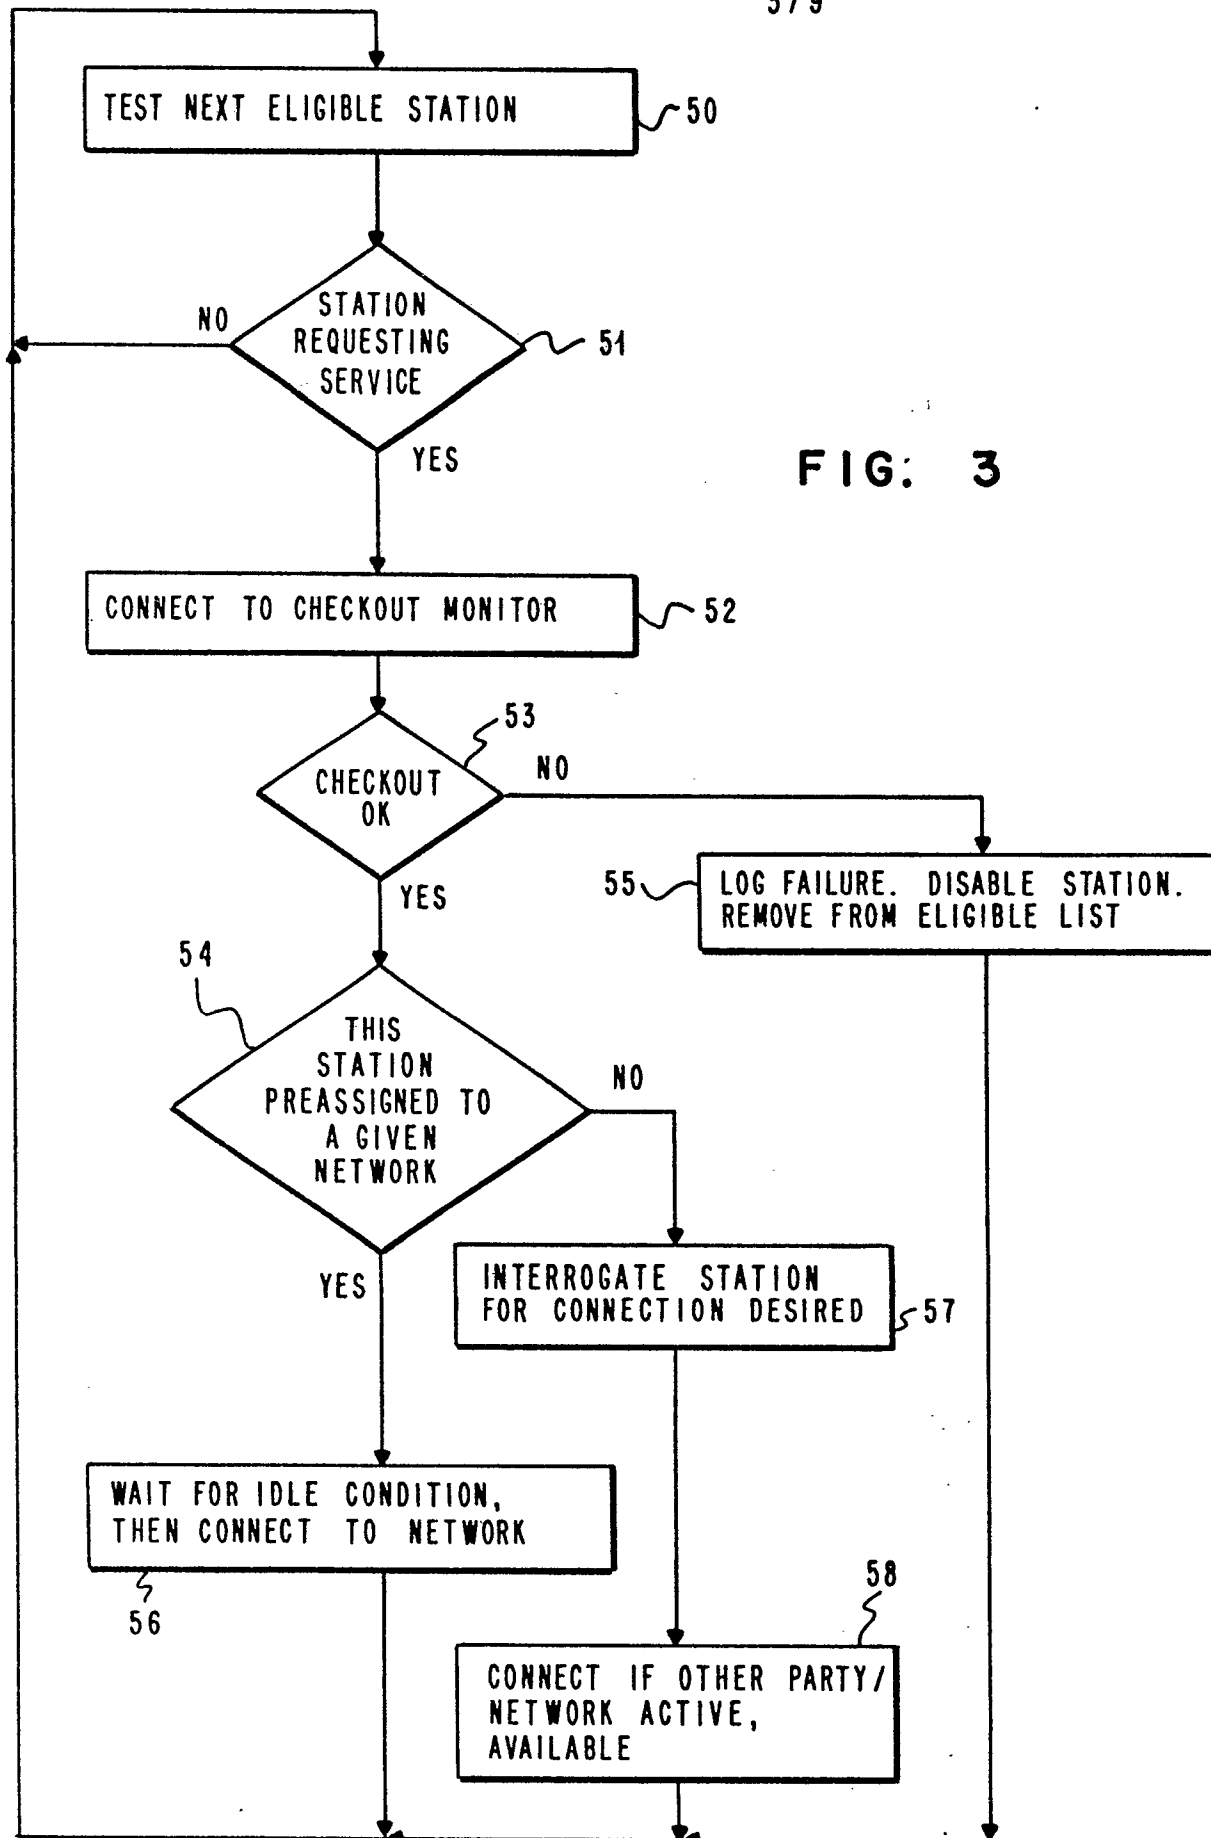 379
TEST NEXT ELIGIBLE STATION
50
STATION
REQUESTING
SERVICE
51
NO
YES
FIG. 3
CONNECT TO CHECKOUT MONITOR
52
53
CHECKOUT
OK
NO
YES
55
LOG FAILURE. DISABLE STATION.
REMOVE FROM ELIGIBLE LIST
54
THIS
STATION
PREASSIGNED TO
A GIVEN
NETWORK
NO
YES
INTERROGATE STATION
FOR CONNECTION DESIRED
57
WAIT FOR IDLE CONDITION,
THEN CONNECT TO NETWORK
56
58
CONNECT IF OTHER PARTY/
NETWORK ACTIVE,
AVAILABLE